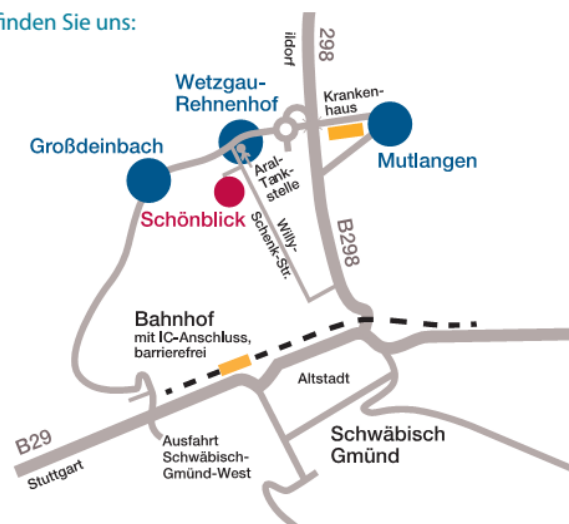 finden Sie uns:
ildorf
298
Wetzgau-
Rehnenhof
Kranken-
haus
Großdeinbach
Mutlangen
Aral-
Tank-
stelle
Schönblick
Willy-
Schenk-Str.
B298
Bahnhof
mit IC-Anschluss,
barrierefrei
Altstadt
Schwäbisch
Gmünd
B29
Stuttgart
Ausfahrt
Schwäbisch-
Gmünd-West